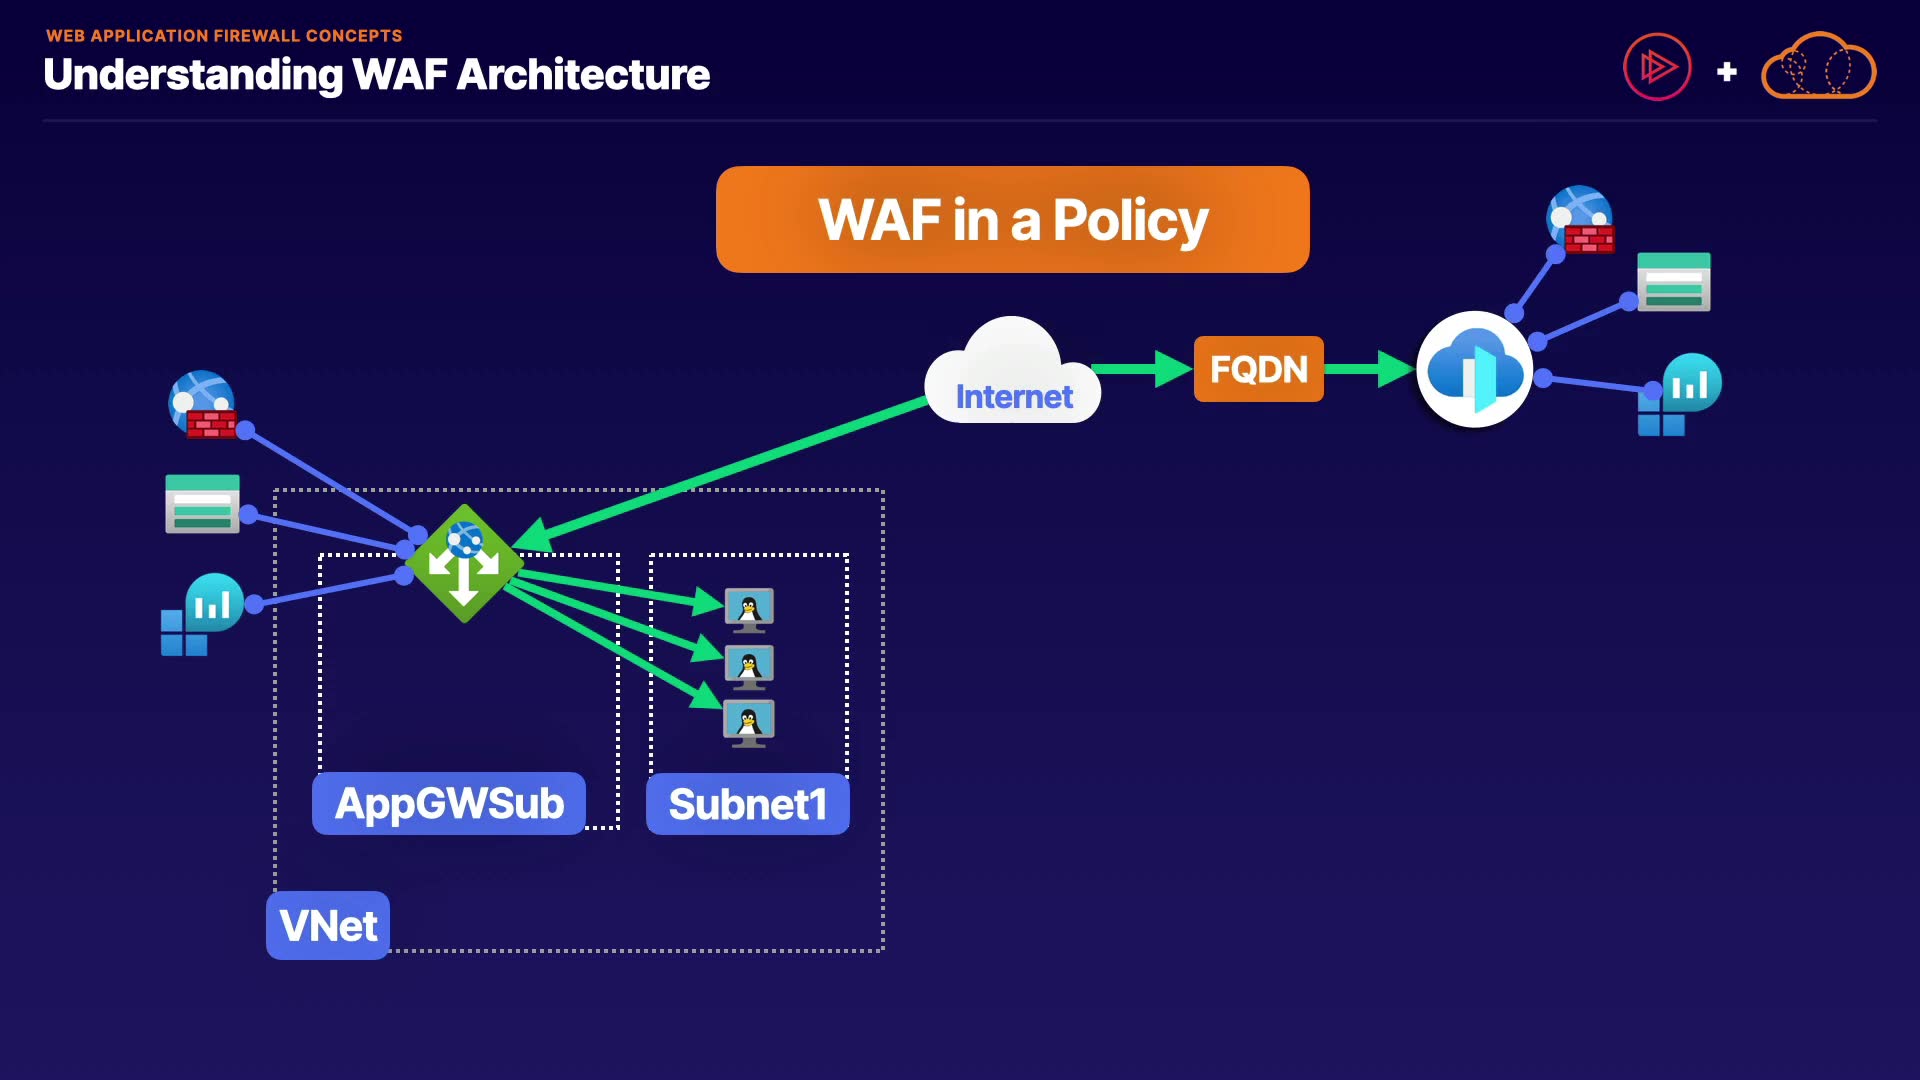 WEB APPLICATION FIREWALL CONCEPTS
Understanding WAF Architecture
WAF in a Policy
Internet
FQDN
AppGWSub
Subnet1
VNet